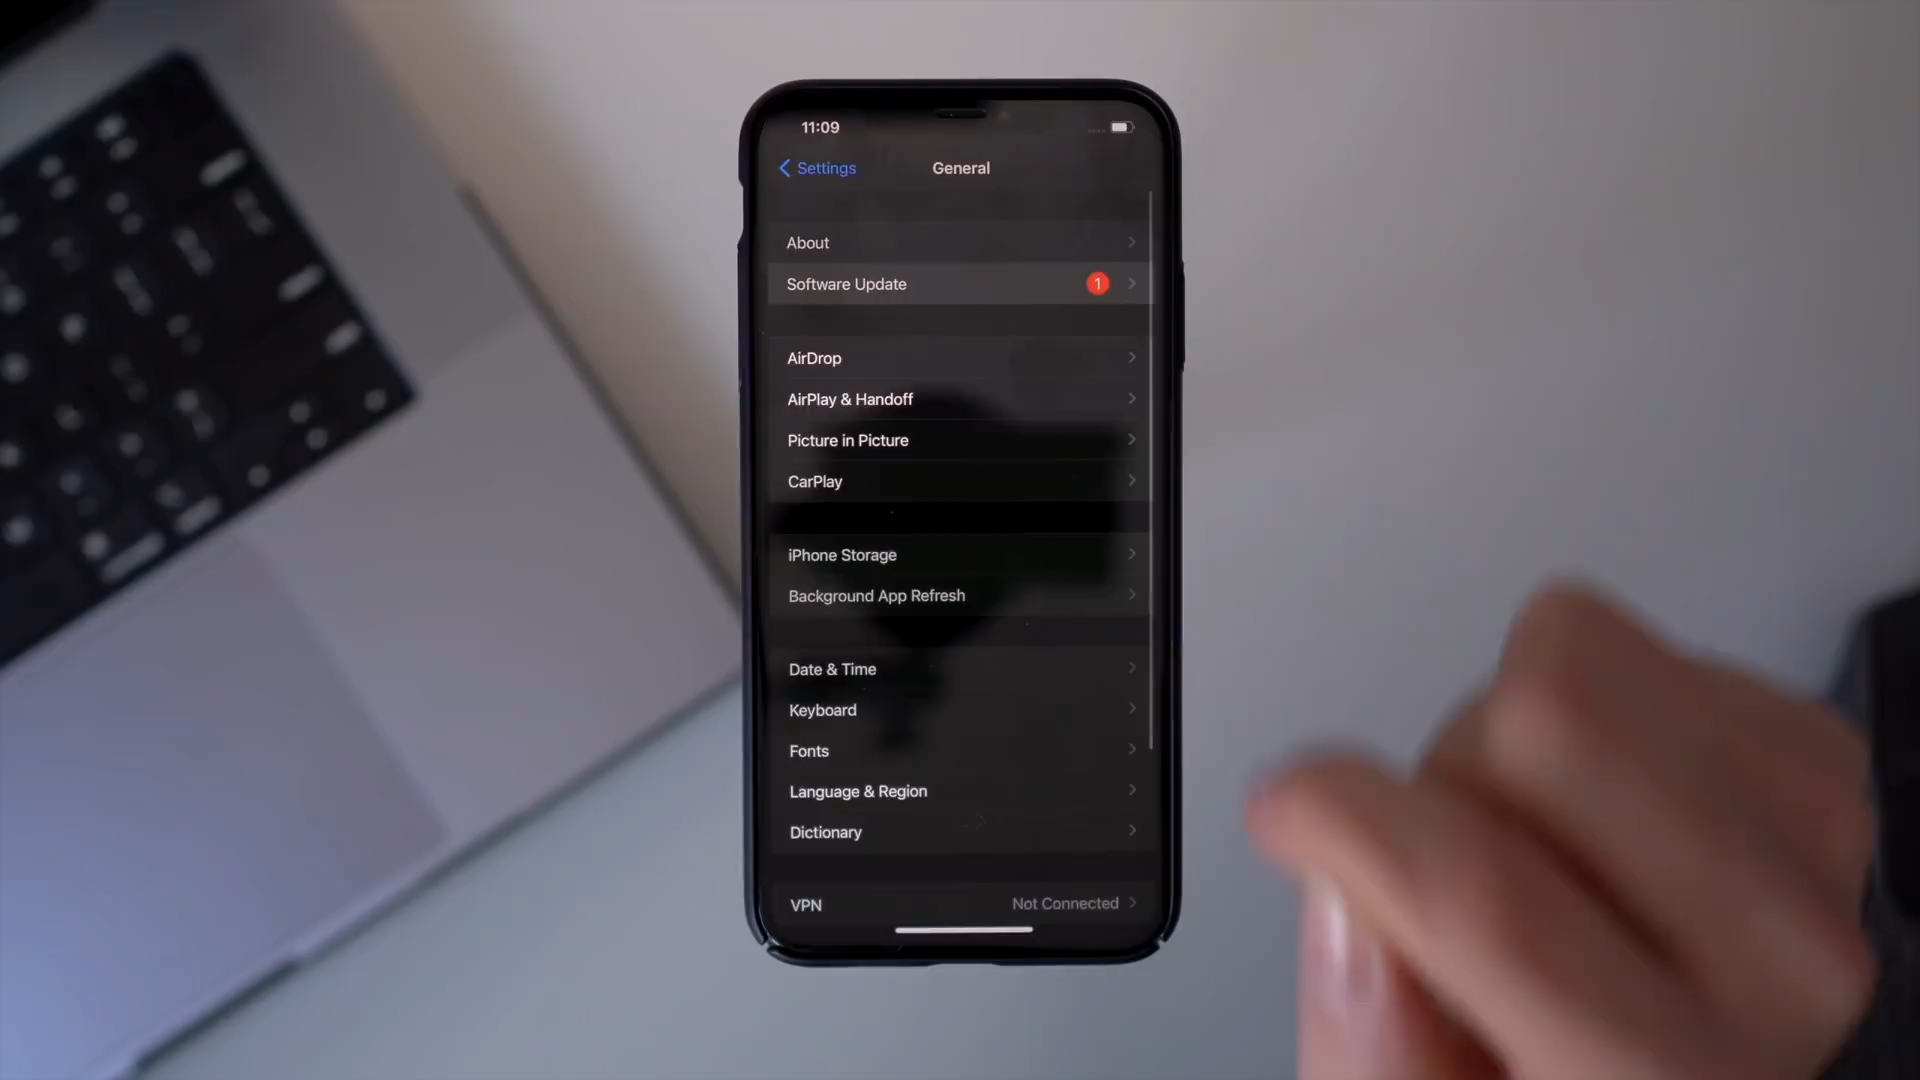 11:09
Settings
General
About
Software Update 1
AirDrop
AirPlay & Handoff
Picture in Picture
CarPlay
iPhone Storage
Background App Refresh
Date & Time
Keyboard
Fonts
Language & Region
Dictionary
VPN Not Connected